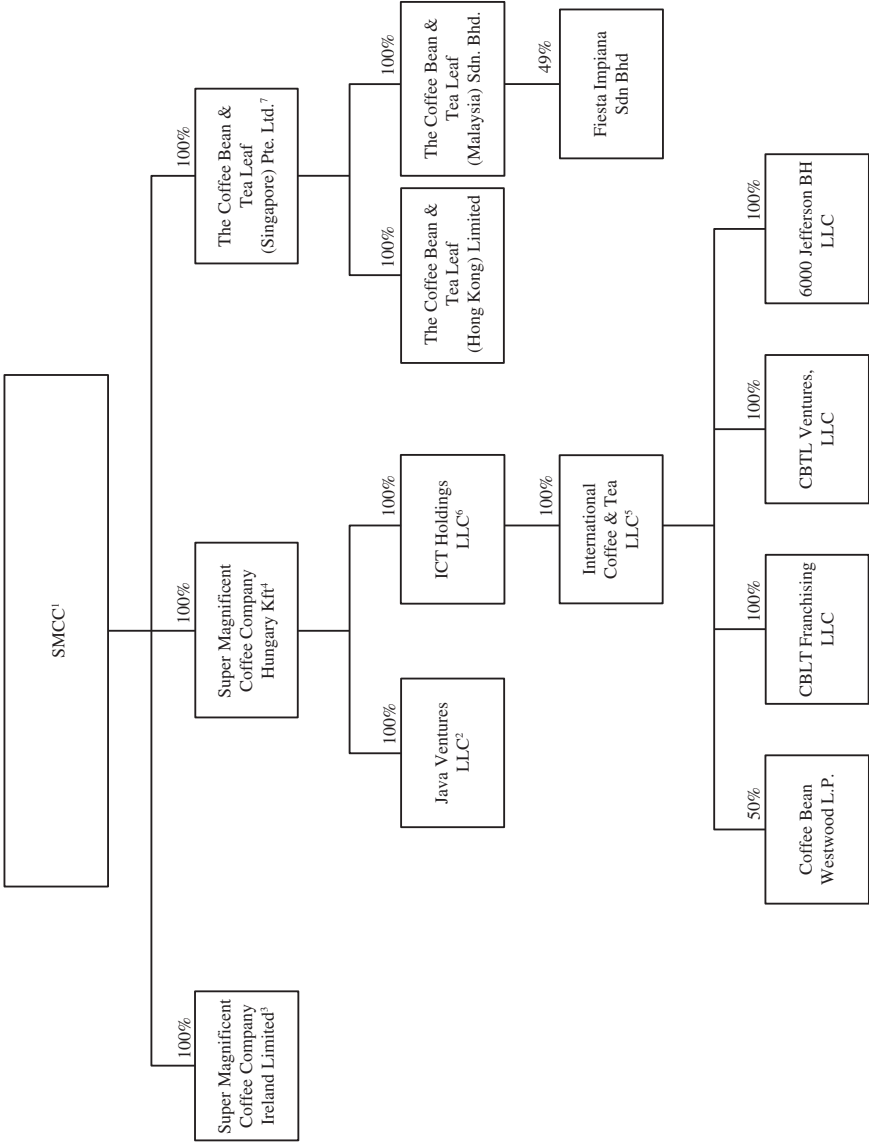 SMCC¹
100%
Super Magnificent
Coffee Company
Ireland Limited³
100%
Super Magnificent
Coffee Company
Hungary Kft⁴
100%
The Coffee Bean &
Tea Leaf
(Singapore) Pte. Ltd.⁷
100%
Java Ventures
LLC²
100%
ICT Holdings
LLC⁶
100%
The Coffee Bean &
Tea Leaf
(Hong Kong) Limited
100%
The Coffee Bean &
Tea Leaf
(Malaysia) Sdn. Bhd.
100%
International
Coffee & Tea
LLC⁵
49%
Fiesta Impiana
Sdn Bhd
50%
Coffee Bean
Westwood L.P.
100%
CBLT Franchising
LLC
100%
CBTL Ventures,
LLC
100%
6000 Jefferson BH
LLC